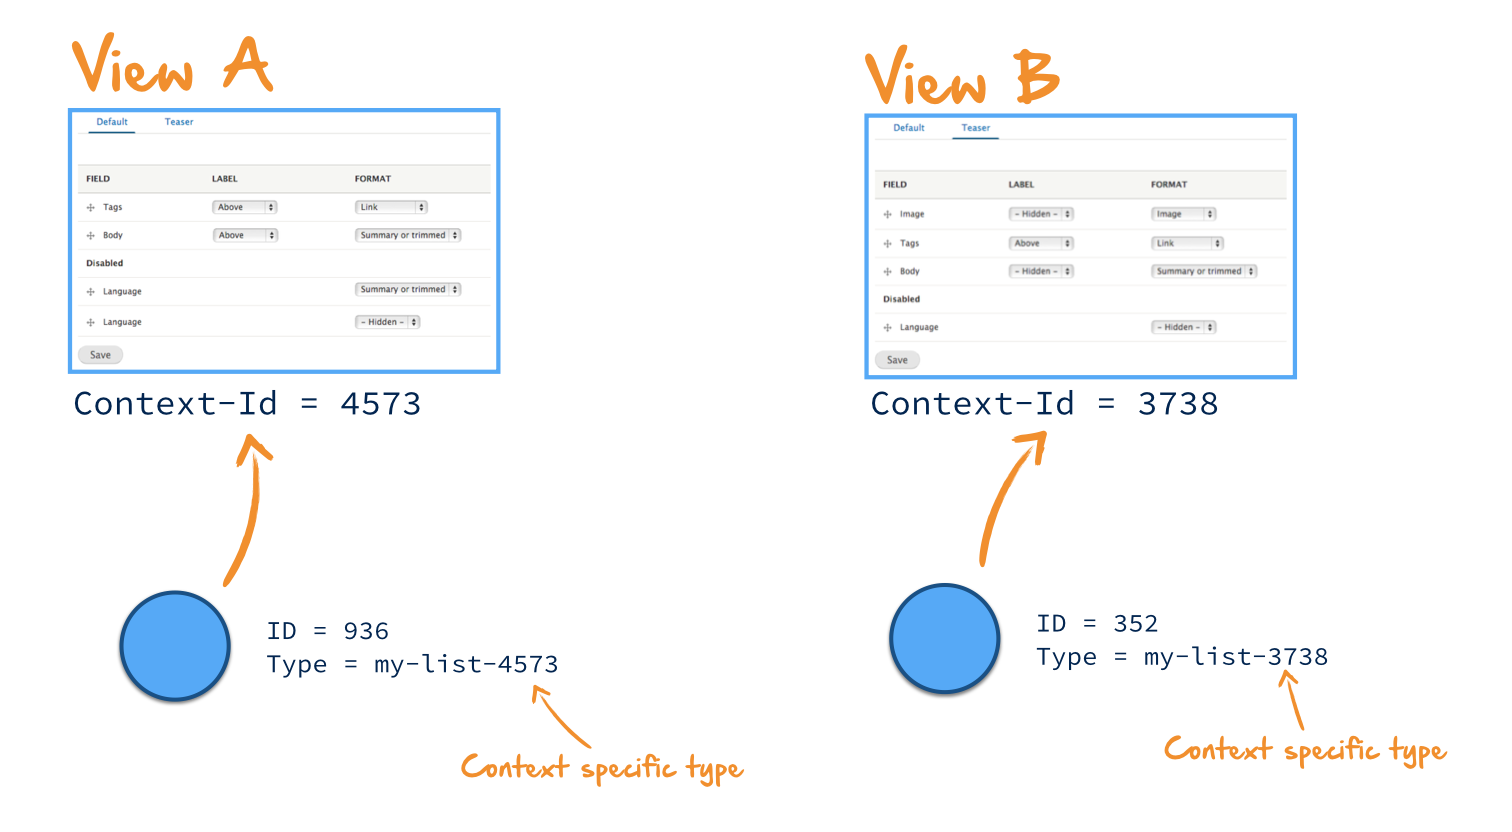 View A
Default Teaser
FIELD LABEL FORMAT
Tags Above Link
Body Above Summary or trimmed
Disabled
Language Summary or trimmed
Language - Hidden -
Save
Context-Id = 4573
ID = 936
Type = my-list-4573
Context specific type
View B
Default Teaser
FIELD LABEL FORMAT
Image - Hidden - Image
Tags Above Link
Body - Hidden - Summary or trimmed
Disabled
Language - Hidden -
Save
Context-Id = 3738
ID = 352
Type = my-list-3738
Context specific type